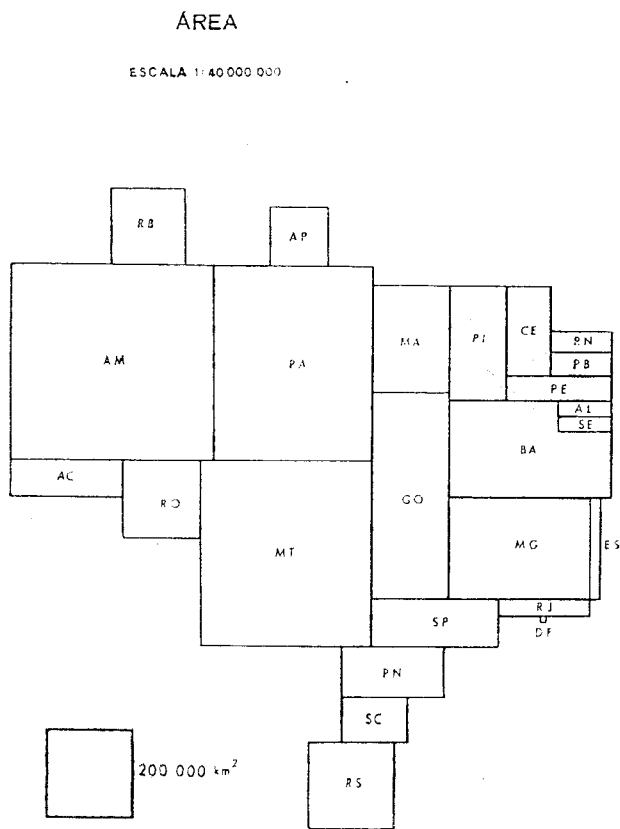 ÁREA
ESCALA 1:40 000 000
RB
AP
AM
PA
MA
PI
CE
RN
PB
PE
AL
SE
BA
AC
RO
MT
GO
MG
ES
RJ
DF
SP
PN
SC
RS
200 000 km²